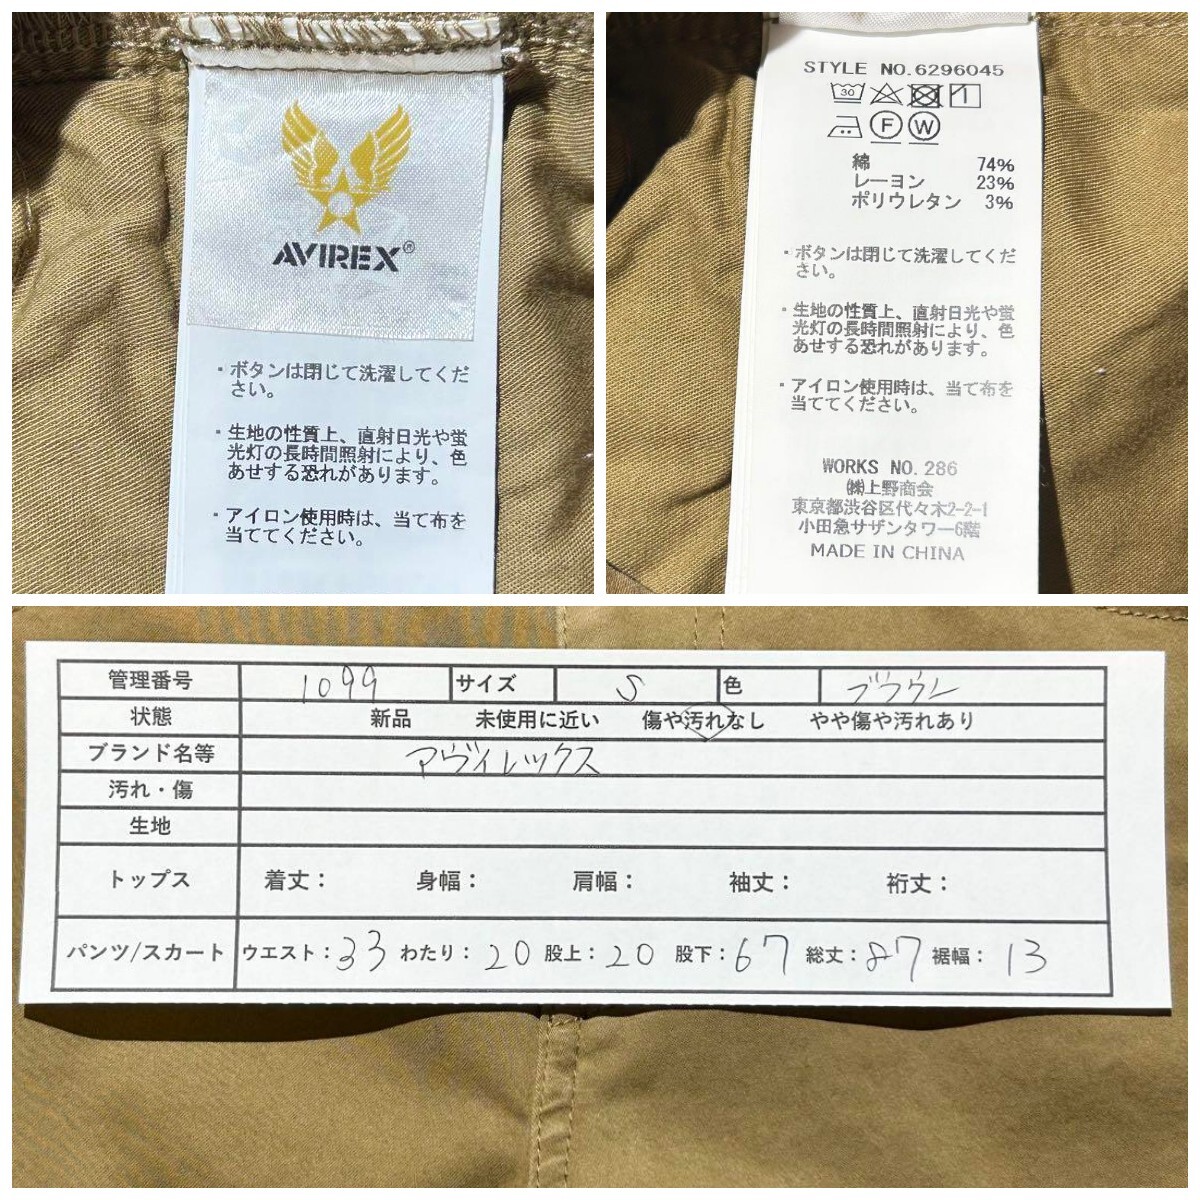 AVIREX®
・ボタンは閉じて洗濯してくだ
さい。
・生地の性質上、直射日光や蛍
光灯の長時間照射により、色
あせする恐れがあります。
・アイロン使用時は、当て布を
当ててください。
STYLE NO.6296045
30
F W
綿 74%
レーヨン 23%
ポリウレタン 3%
・ボタンは閉じて洗濯してくだ
さい。
・生地の性質上、直射日光や蛍
光灯の長時間照射により、色
あせする恐れがあります。
・アイロン使用時は、当て布を
当ててください。
WORKS NO. 286
㈱上野商会
東京都渋谷区代々木2-2-1
小田急サザンタワー6階
MADE IN CHINA
管理番号 1099 サイズ S 色 ブラウン
状態 新品 未使用に近い 傷や汚れなし やや傷や汚れあり
ブランド名等 アヴィレックス
汚れ・傷
生地
トップス 着丈： 身幅： 肩幅： 袖丈： 裄丈：
パンツ/スカート ウエスト：33 わたり：20 股上：20 股下：67 総丈：87 裾幅：13